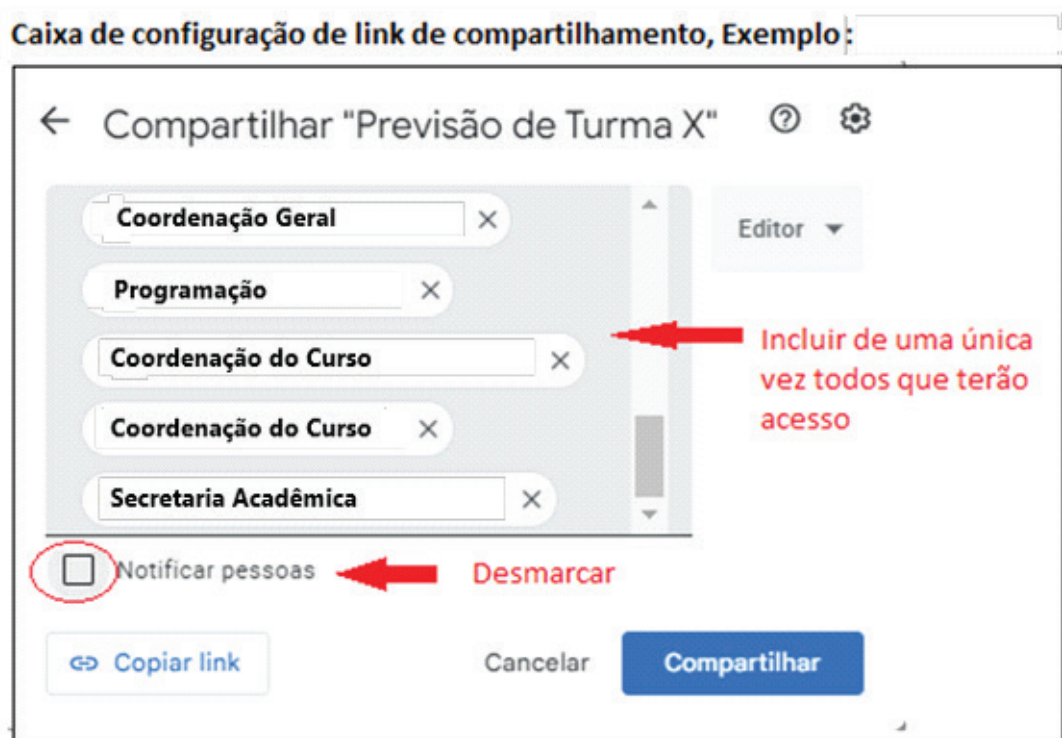 Caixa de configuração de link de compartilhamento, Exemplo:
Compartilhar "Previsão de Turma X"
Coordenação Geral
Editor
Programação
Coordenação do Curso
Incluir de uma única
vez todos que terão
acesso
Coordenação do Curso
Secretaria Acadêmica
Notificar pessoas
Desmarcar
Copiar link
Cancelar
Compartilhar